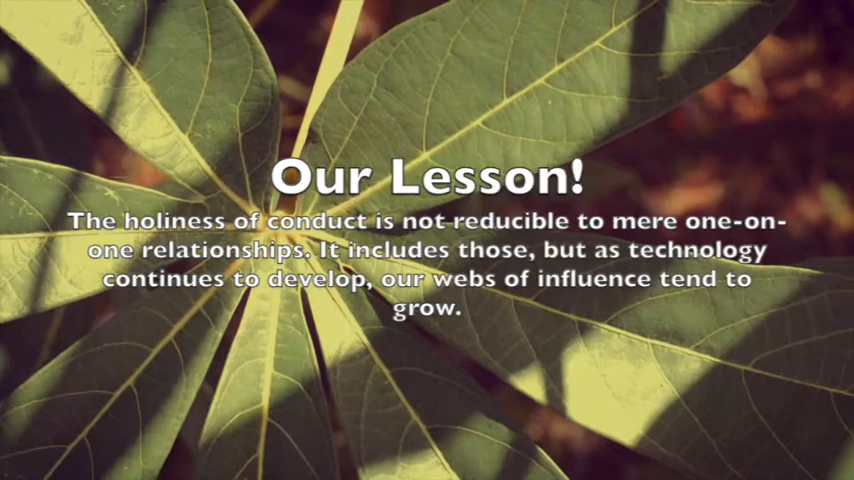 Our Lesson!
The holiness of conduct is not reducible to mere one-on-
one relationships. It includes those, but as technology
continues to develop, our webs of influence tend to
grow.